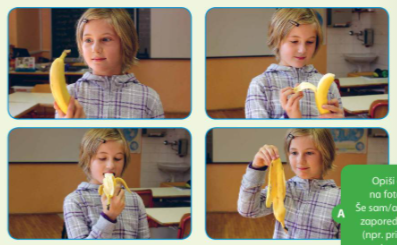 Opiši
na fot
Še sam/a
A
zapored
(npr. pri